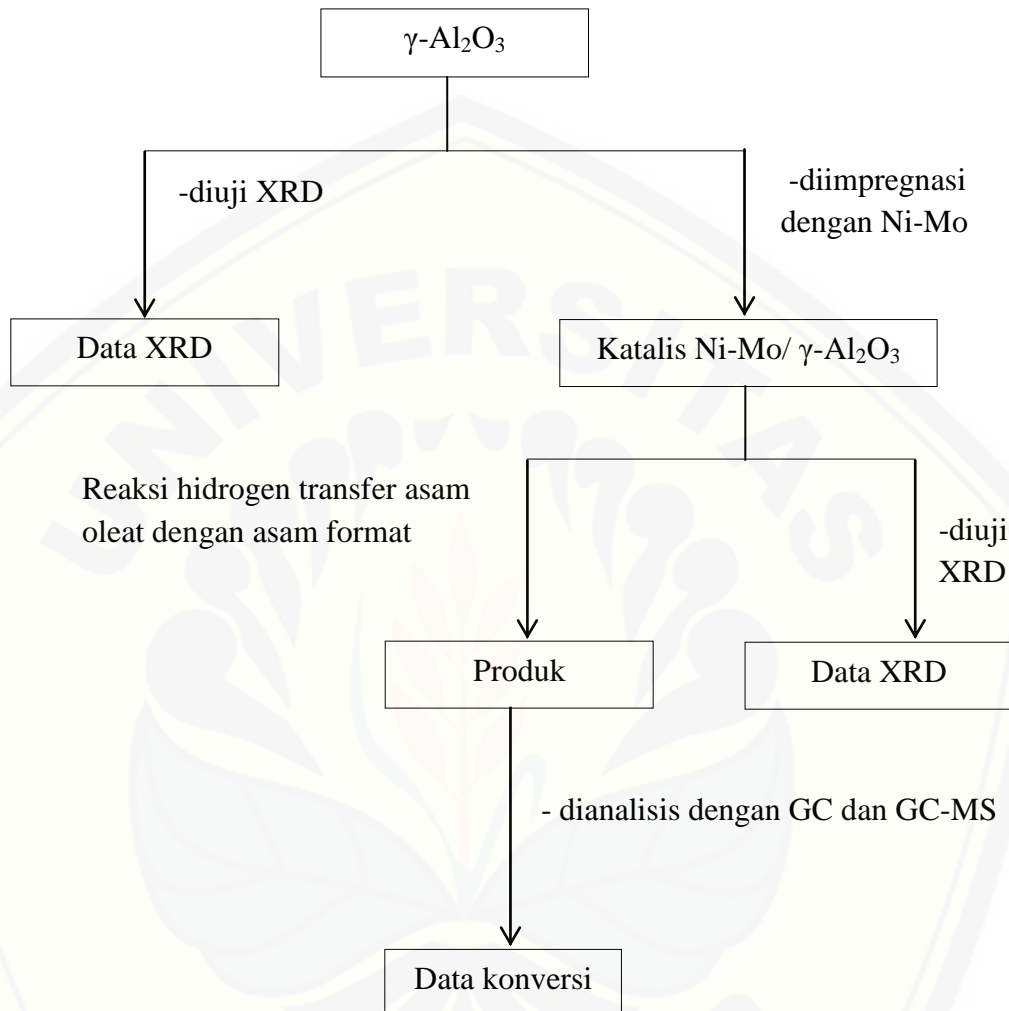 γ-Al₂O₃
-diuji XRD
-diimpregnasi
dengan Ni-Mo
Data XRD
Katalis Ni-Mo/ γ-Al₂O₃
Reaksi hidrogen transfer asam
oleat dengan asam format
-diuji
XRD
Produk
Data XRD
- dianalisis dengan GC dan GC-MS
Data konversi
UNIVERSITAS